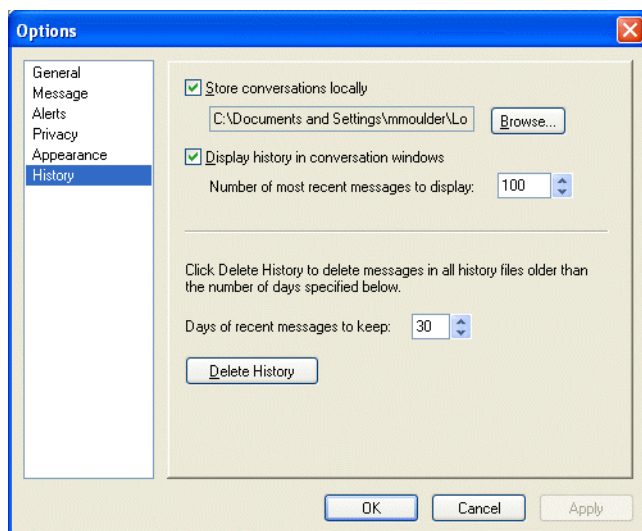 Options
General
Message
Alerts
Privacy
Appearance
History
Store conversations locally
C:\Documents and Settings\mmoulder\Lo
Browse...
Display history in conversation windows
Number of most recent messages to display: 100
Click Delete History to delete messages in all history files older than
the number of days specified below.
Days of recent messages to keep: 30
Delete History
OK Cancel Apply